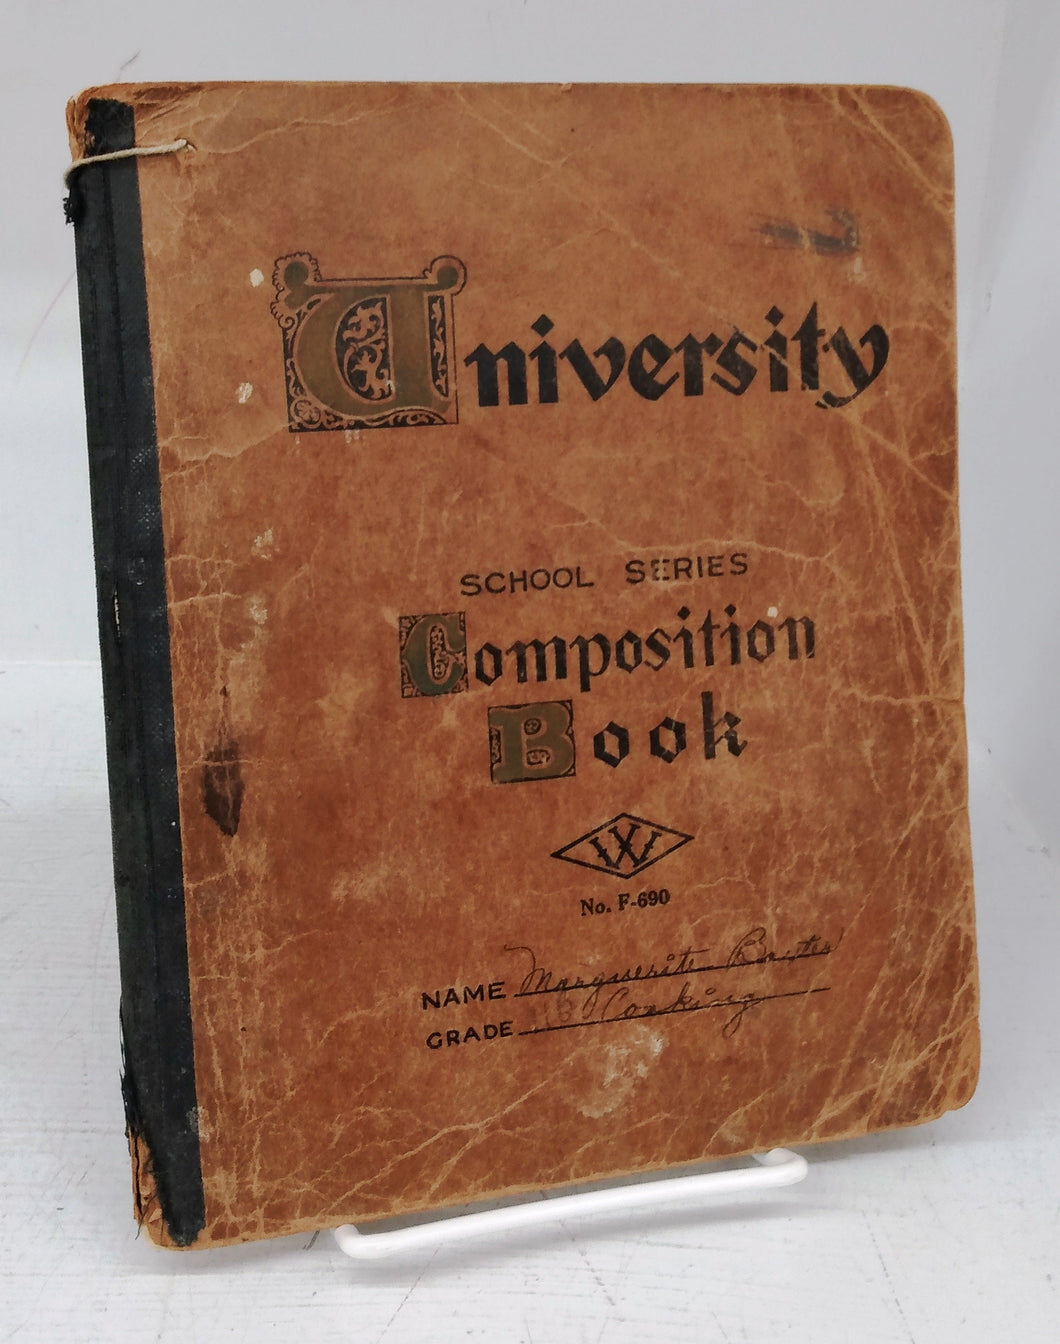 University
SCHOOL SERIES
Composition
Book
W
No. F-690
NAME Marguerite
GRADE Cooking